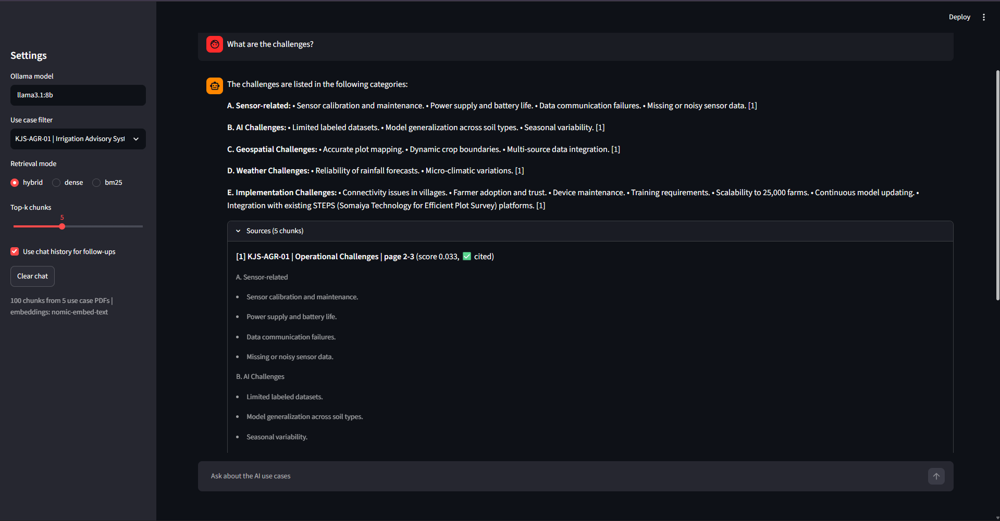 Deploy
Settings
Ollama model
llama3.1:8b
Use case filter
KJS-AGR-01 | Irrigation Advisory Syst
Retrieval mode
hybrid
dense
bm25
Top-k chunks
5
Use chat history for follow-ups
Clear chat
100 chunks from 5 use case PDFs |
embeddings: nomic-embed-text
What are the challenges?
The challenges are listed in the following categories:
A. Sensor-related: • Sensor calibration and maintenance. • Power supply and battery life. • Data communication failures. • Missing or noisy sensor data. [1]
B. AI Challenges: • Limited labeled datasets. • Model generalization across soil types. • Seasonal variability. [1]
C. Geospatial Challenges: • Accurate plot mapping. • Dynamic crop boundaries. • Multi-source data integration. [1]
D. Weather Challenges: • Reliability of rainfall forecasts. • Micro-climatic variations. [1]
E. Implementation Challenges: • Connectivity issues in villages. • Farmer adoption and trust. • Device maintenance. • Training requirements. • Scalability to 25,000 farms. • Continuous model updating. •
Integration with existing STEPS (Somaiya Technology for Efficient Plot Survey) platforms. [1]
Sources (5 chunks)
[1] KJS-AGR-01 | Operational Challenges | page 2-3 (score 0.033, ✅ cited)
A. Sensor-related
• Sensor calibration and maintenance.
• Power supply and battery life.
• Data communication failures.
• Missing or noisy sensor data.
B. AI Challenges
• Limited labeled datasets.
• Model generalization across soil types.
• Seasonal variability.
Ask about the AI use cases